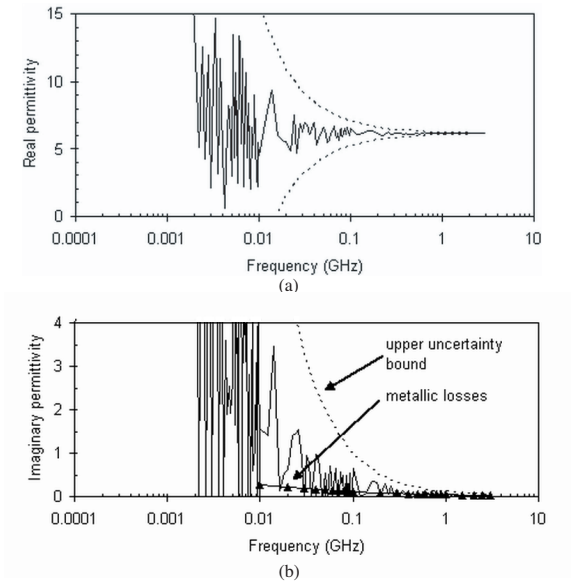 15
10
5
0
Real permittivity
0.0001
0.001
0.01
0.1
1
10
Frequency (GHz)
(a)
4
3
2
1
0
Imaginary permittivity
upper uncertainty
bound
metallic losses
0.0001
0.001
0.01
0.1
1
10
Frequency (GHz)
(b)